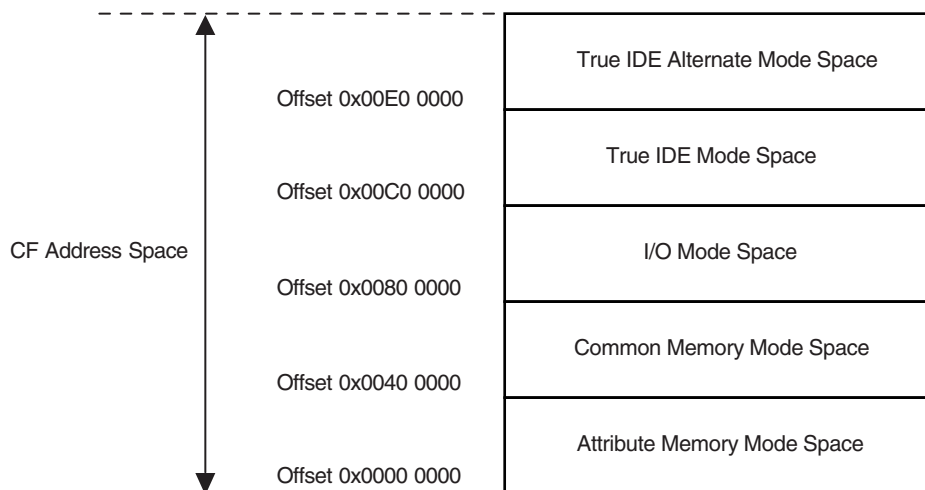 True IDE Alternate Mode Space
Offset 0x00E0 0000
True IDE Mode Space
Offset 0x00C0 0000
CF Address Space
I/O Mode Space
Offset 0x0080 0000
Common Memory Mode Space
Offset 0x0040 0000
Attribute Memory Mode Space
Offset 0x0000 0000